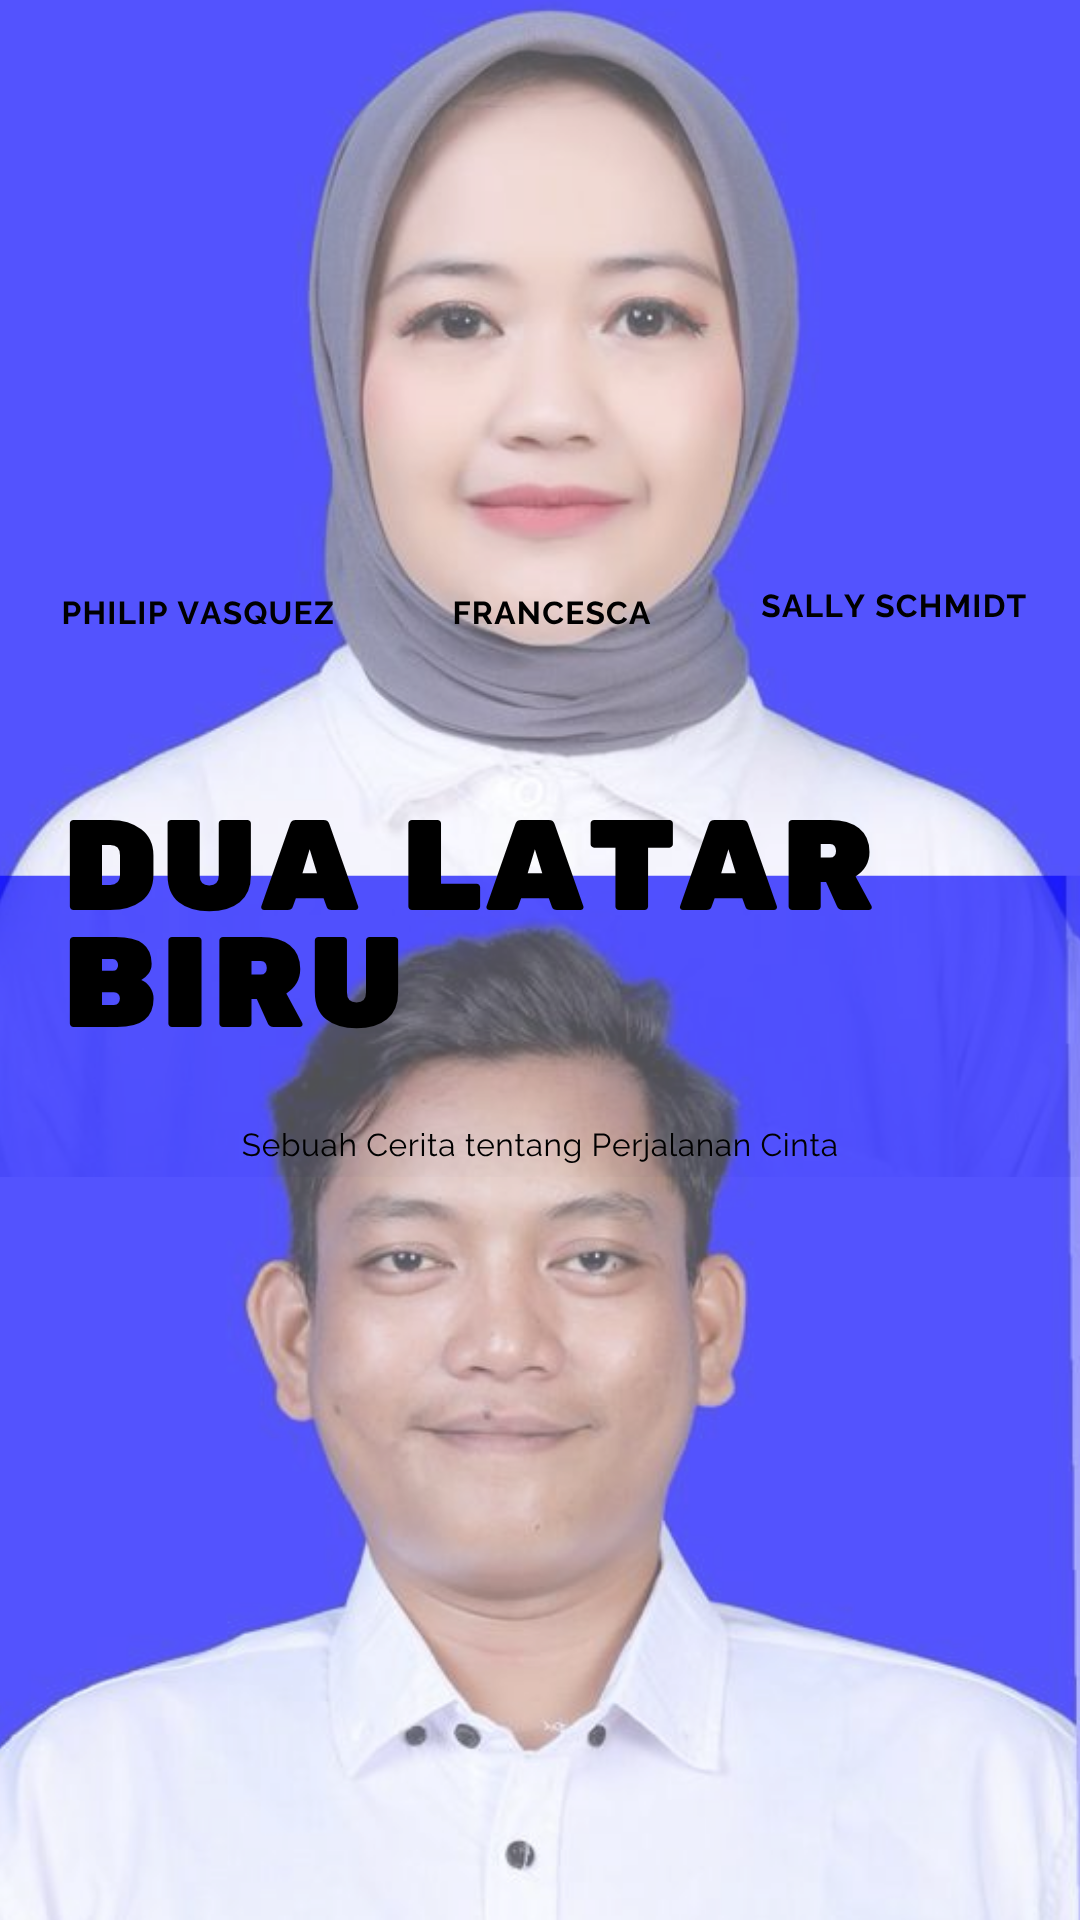 PHILIP VASQUEZ FRANCESCA SALLY SCHMIDT
DUA LATAR
BIRU
Sebuah Cerita tentang Perjalanan Cinta